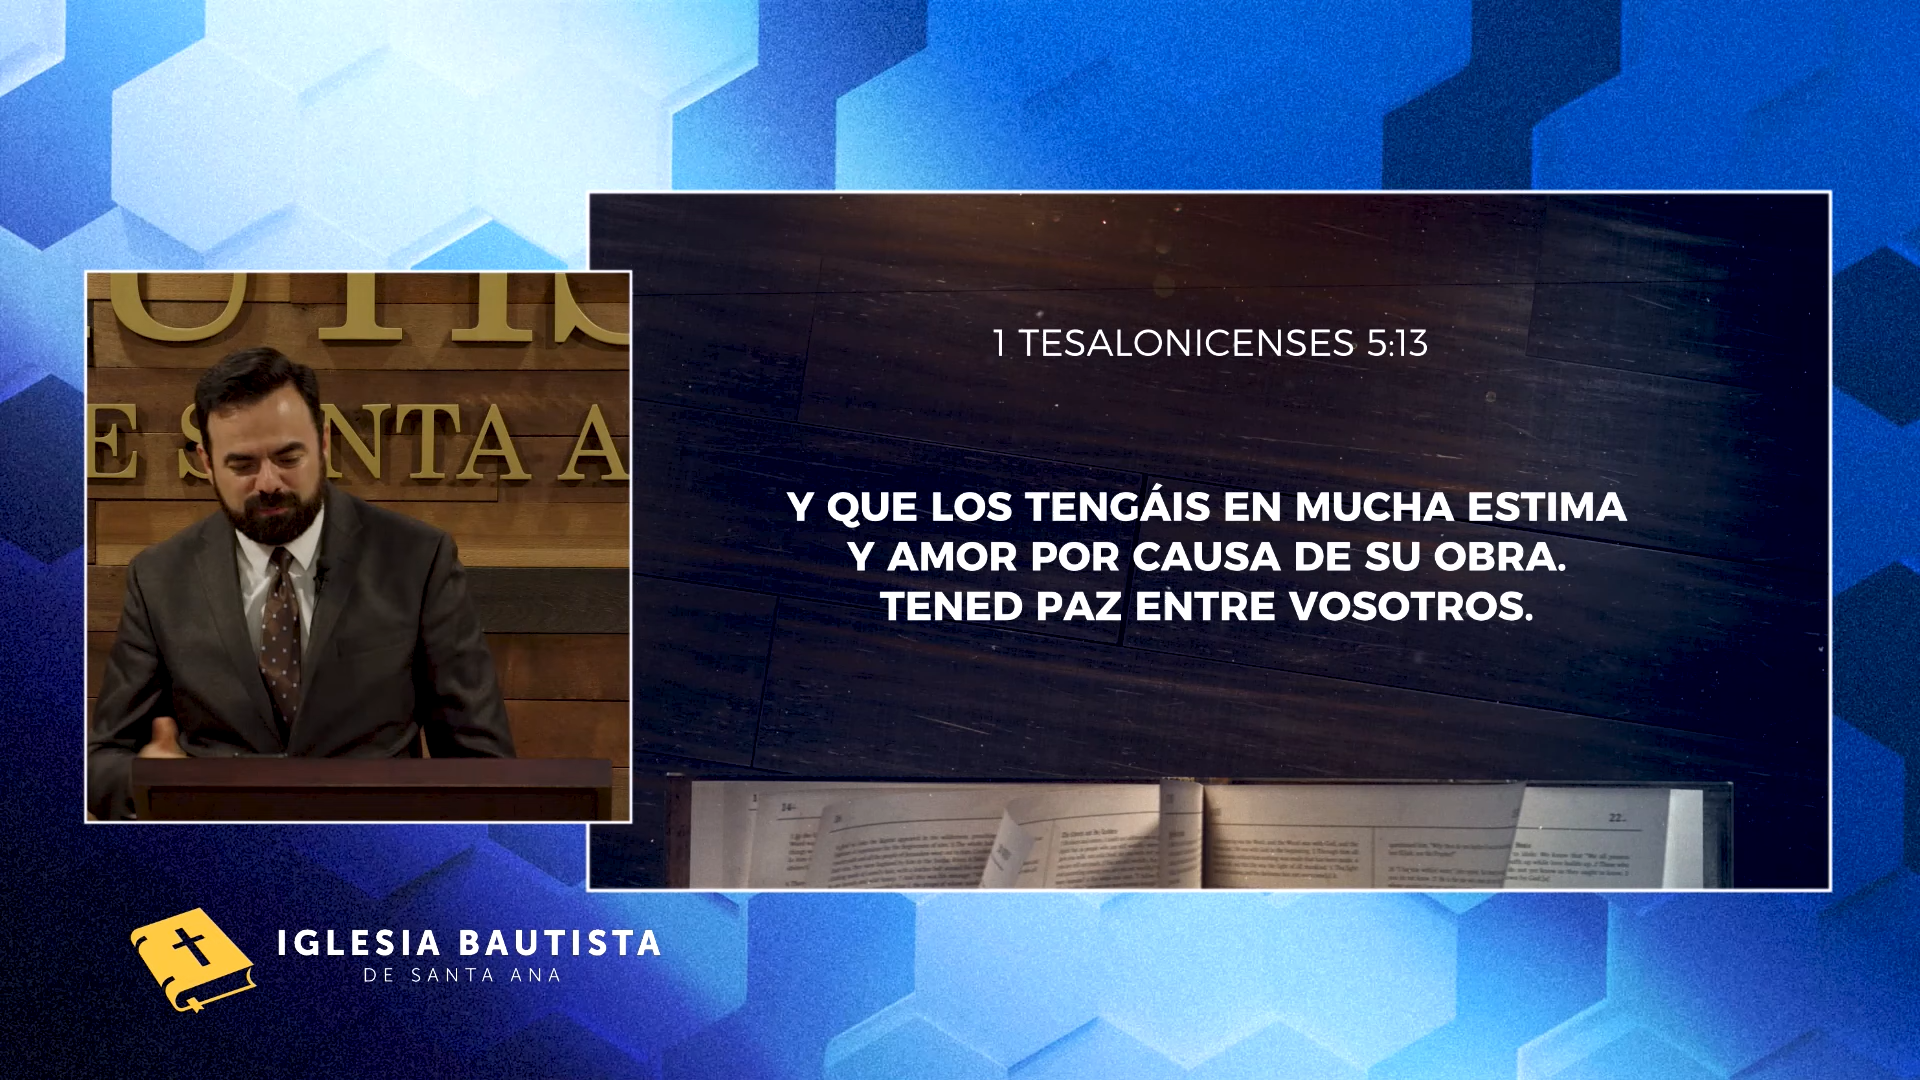 E SANTA A
1 TESALONICENSES 5:13
Y QUE LOS TENGÁIS EN MUCHA ESTIMA
Y AMOR POR CAUSA DE SU OBRA.
TENED PAZ ENTRE VOSOTROS.
IGLESIA BAUTISTA
DE SANTA ANA